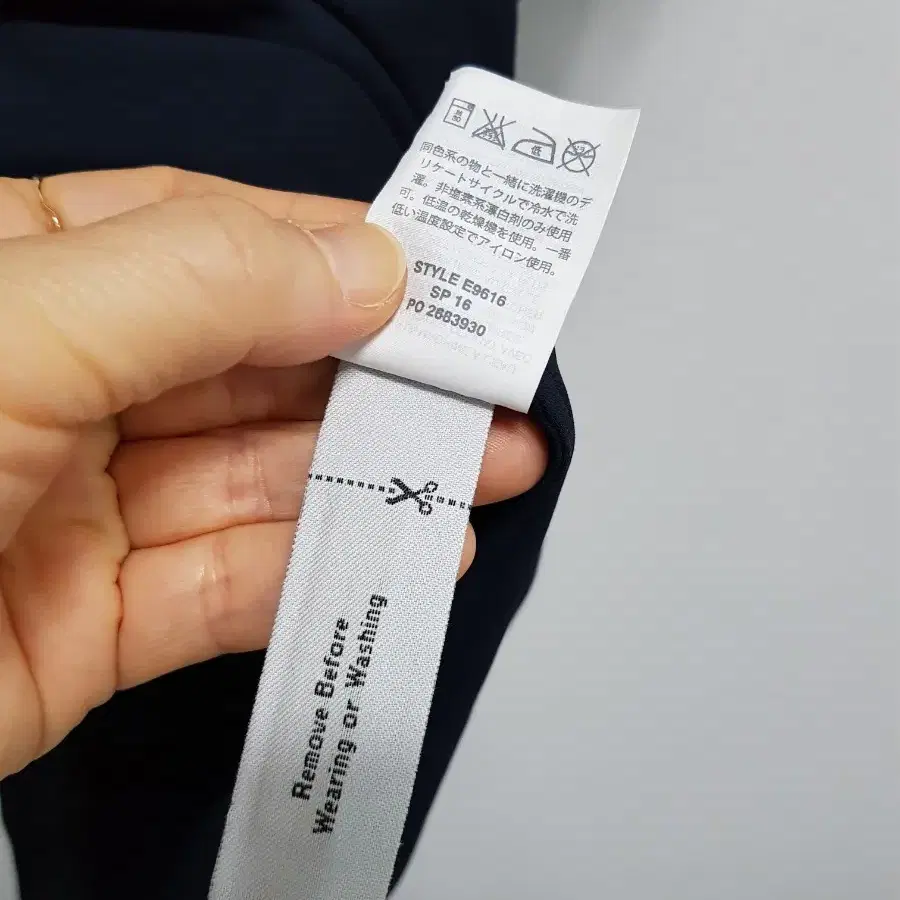 同色系の物と一緒に洗濯機のデ
リケートサイクルで冷水で洗
濯。非塩素系漂白剤のみ使用
可。低温の乾燥機を使用。一番
低い温度設定でアイロン使用。
STYLE E9616
SP 16
PO 2683930
Remove Before
Wearing or Washing